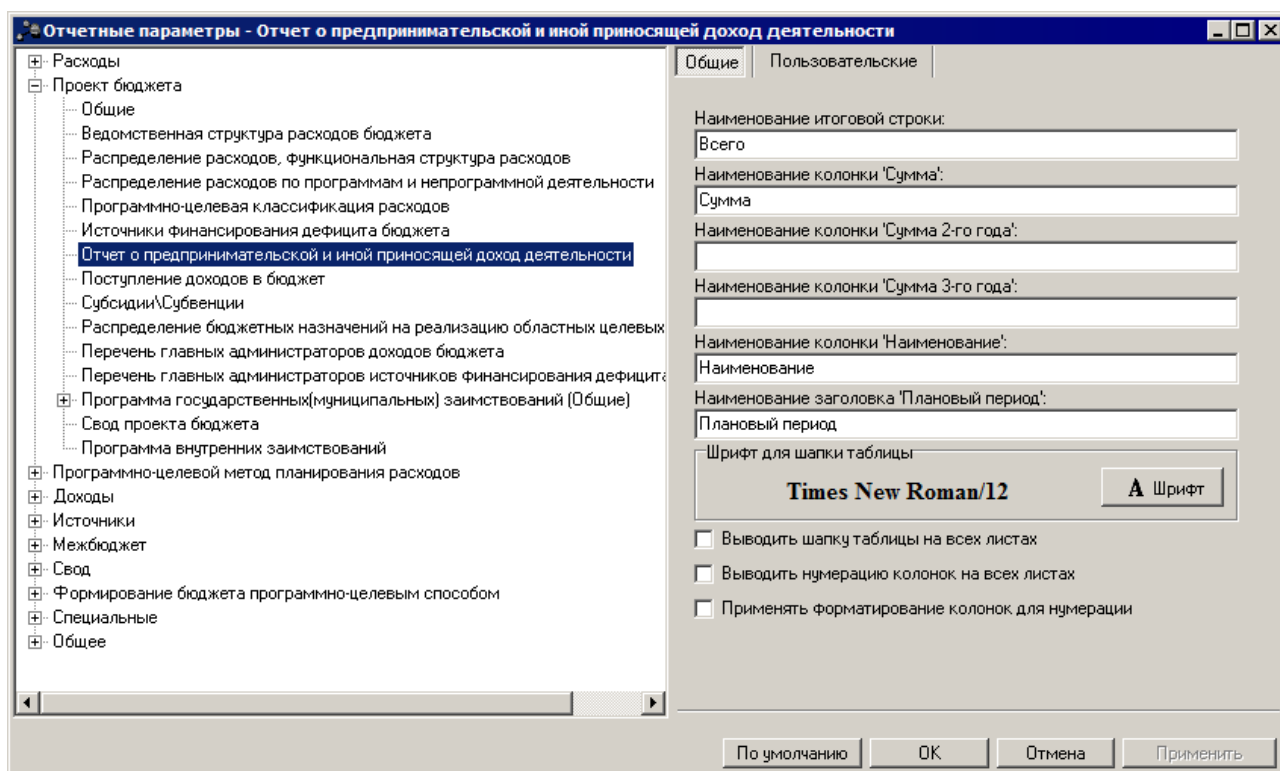 Отчетные параметры - Отчет о предпринимательской и иной приносящей доход деятельности
Расходы
Проект бюджета
Общие
Ведомственная структура расходов бюджета
Распределение расходов, функциональная структура расходов
Распределение расходов по программам и непрограммной деятельности
Программно-целевая классификация расходов
Источники финансирования дефицита бюджета
Отчет о предпринимательской и иной приносящей доход деятельности
Поступление доходов в бюджет
Субсидии\Субвенции
Распределение бюджетных назначений на реализацию областных целевых
Перечень главных администраторов доходов бюджета
Перечень главных администраторов источников финансирования дефицита
Программа государственных(муниципальных) заимствований (Общие)
Свод проекта бюджета
Программа внутренних заимствований
Программно-целевой метод планирования расходов
Доходы
Источники
Межбюджет
Свод
Формирование бюджета программно-целевым способом
Специальные
Общее
Общие
Пользовательские
Наименование итоговой строки:
Всего
Наименование колонки 'Сумма':
Сумма
Наименование колонки 'Сумма 2-го года':
Наименование колонки 'Сумма 3-го года':
Наименование колонки 'Наименование':
Наименование
Наименование заголовка 'Плановый период':
Плановый период
Шрифт для шапки таблицы
Times New Roman/12
A Шрифт
Выводить шапку таблицы на всех листах
Выводить нумерацию колонок на всех листах
Применять форматирование колонок для нумерации
По умолчанию
OK
Отмена
Применить